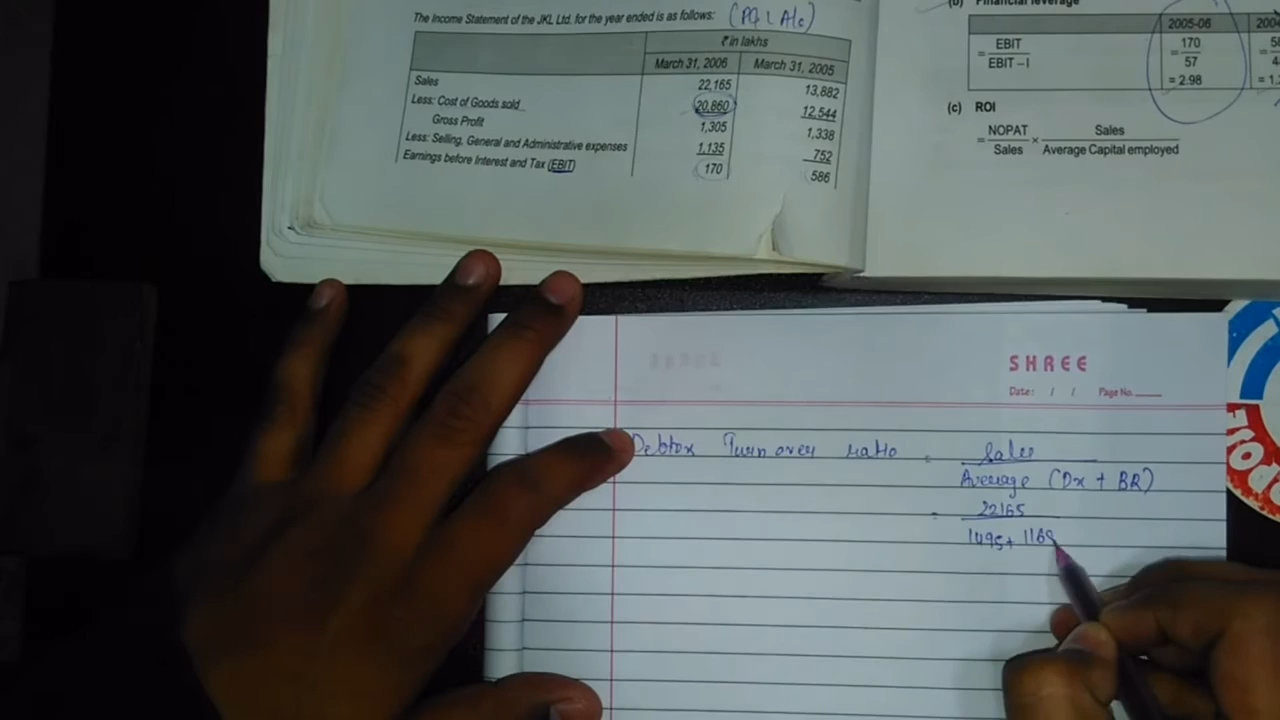 The Income Statement of the JKL Ltd. for the year ended is as follows: (P & L A/c)
₹ in lakhs
March 31, 2006 March 31, 2005
Sales 22,165 13,882
Less: Cost of Goods sold 20,860 12,544
Gross Profit 1,305 1,338
Less: Selling, General and Administrative expenses 1,135 752
Earnings before Interest and Tax (EBIT) 170 586
(b) Financial leverage
2005-06
= EBIT / EBIT – I = 170 / 57
= 2.98 = 1.
(c) ROI
= NOPAT / Sales × Sales / Average Capital employed
SHREE
Date: / / Page No.
Debtor Turnover ratio = Sales
Average (Dx + BR)
= 22165
1495+ 1168